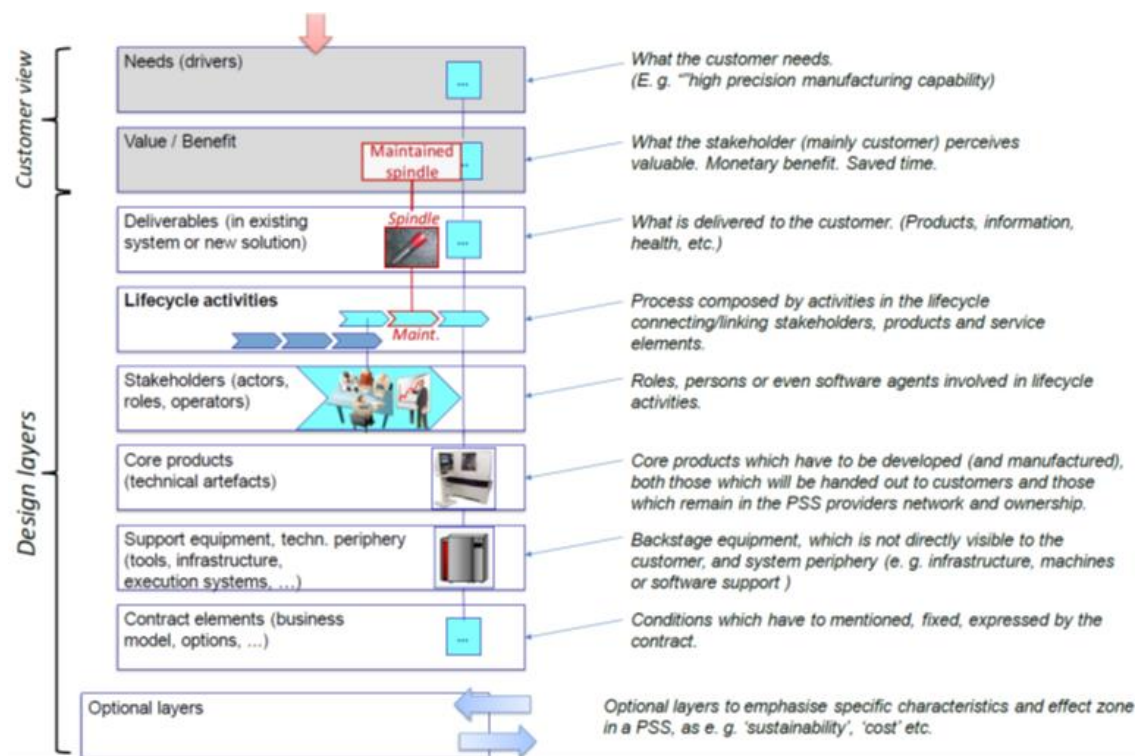 Customer view
Needs (drivers)
...
What the customer needs.
(E. g. “”high precision manufacturing capability)
Value / Benefit
Maintained
spindle
..
What the stakeholder (mainly customer) perceives
valuable. Monetary benefit. Saved time.
Design layers
Deliverables (in existing
system or new solution)
Spindle
...
What is delivered to the customer. (Products, information,
health, etc.)
Lifecycle activities
Maint.
Process composed by activities in the lifecycle
connecting/linking stakeholders, products and service
elements.
Stakeholders (actors,
roles, operators)
Roles, persons or even software agents involved in lifecycle
activities.
Core products
(technical artefacts)
Core products which have to be developed (and manufactured),
both those which will be handed out to customers and those
which remain in the PSS providers network and ownership.
Support equipment, techn. periphery
(tools, infrastructure,
execution systems, ...)
Backstage equipment, which is not directly visible to the
customer, and system periphery (e. g. infrastructure, machines
or software support )
Contract elements (business
model, options, ...)
...
Conditions which have to mentioned, fixed, expressed by the
contract.
Optional layers
Optional layers to emphasise specific characteristics and effect zone
in a PSS, as e. g. ‘sustainability’, ‘cost’ etc.